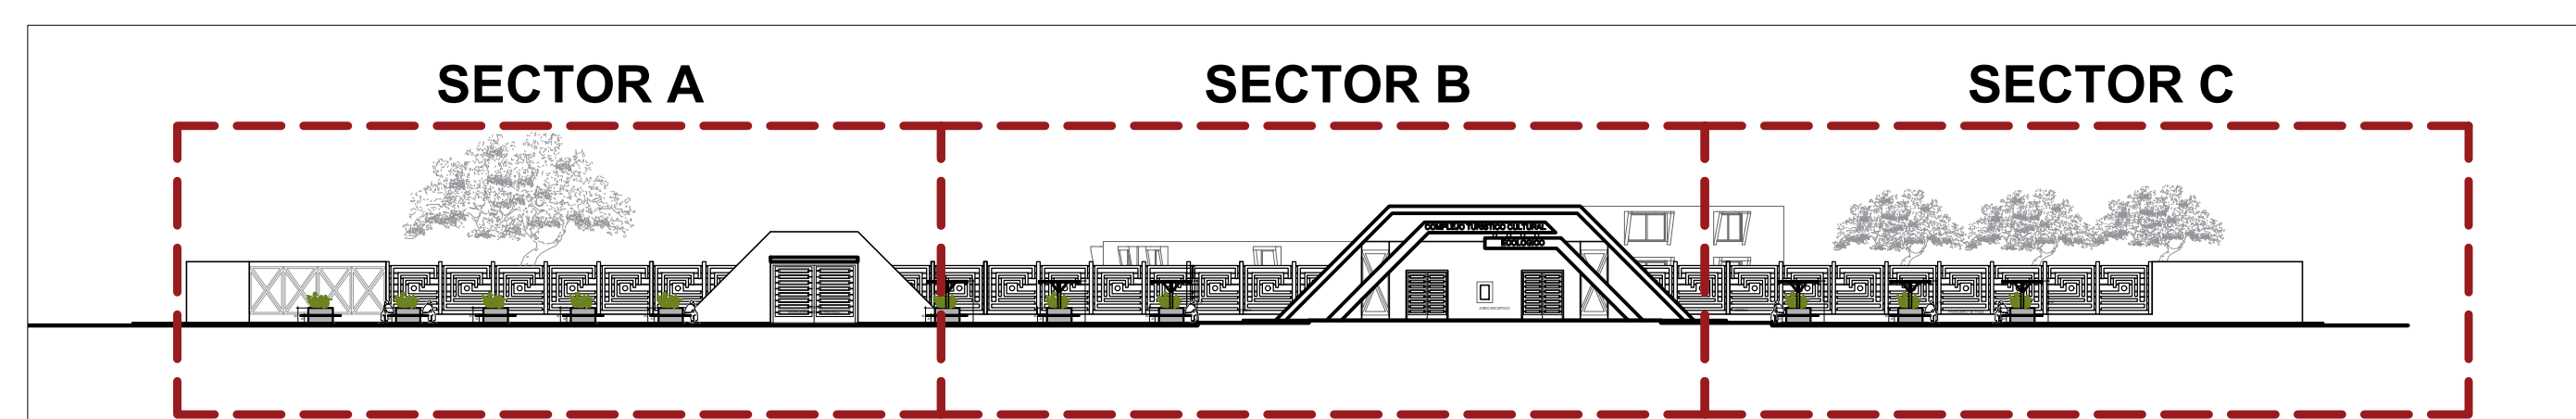 SECTOR A
SECTOR B
SECTOR C
COMPLEJO TURISTICO CULTURAL
ECOLOGICO